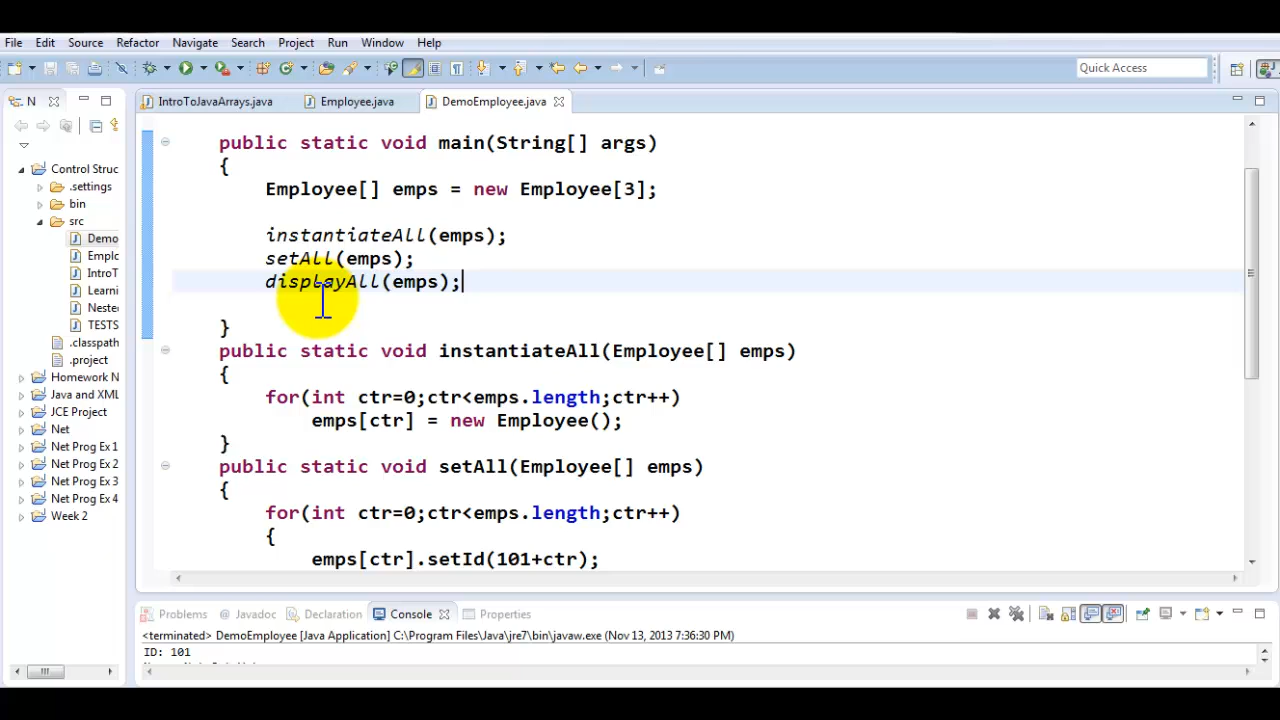 File Edit Source Refactor Navigate Search Project Run Window Help
Quick Access
N
IntroToJavaArrays.java Employee.java DemoEmployee.java
Control Struc
.settings
bin
src
Demo
Emplc
IntroT
Learni
Neste
TESTS
.classpath
.project
Homework N
Java and XML
JCE Project
Net
Net Prog Ex 1
Net Prog Ex 2
Net Prog Ex 3
Net Prog Ex 4
Week 2
public static void main(String[] args)
{
Employee[] emps = new Employee[3];
instantiateAll(emps);
setAll(emps);
displayAll(emps);
}
public static void instantiateAll(Employee[] emps)
{
for(int ctr=0;ctr<emps.length;ctr++)
emps[ctr] = new Employee();
}
public static void setAll(Employee[] emps)
{
for(int ctr=0;ctr<emps.length;ctr++)
{
emps[ctr].setId(101+ctr);
Problems Javadoc Declaration Console Properties
<terminated> DemoEmployee [Java Application] C:\Program Files\Java\jre7\bin\javaw.exe (Nov 13, 2013 7:36:30 PM)
ID: 101